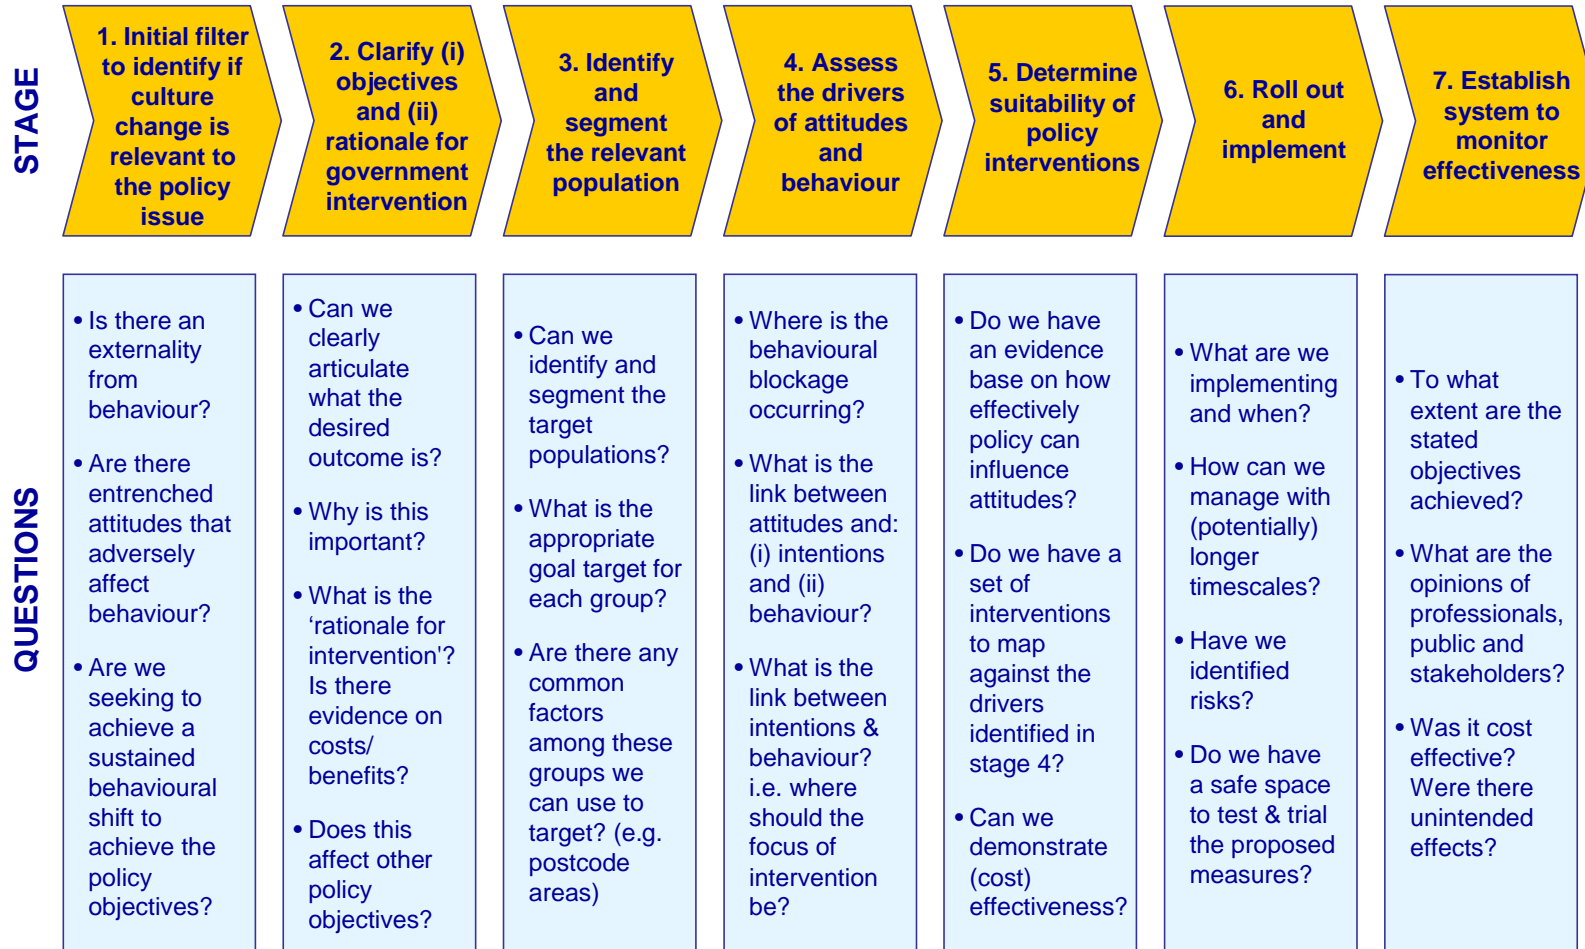 STAGE
1. Initial filter
to identify if
culture
change is
relevant to
the policy
issue
2. Clarify (i)
objectives
and (ii)
rationale for
government
intervention
3. Identify
and
segment
the relevant
population
4. Assess
the drivers
of attitudes
and
behaviour
5. Determine
suitability of
policy
interventions
6. Roll out
and
implement
7. Establish
system to
monitor
effectiveness
QUESTIONS
• Is there an
externality
from
behaviour?
• Are there
entrenched
attitudes that
adversely
affect
behaviour?
• Are we
seeking to
achieve a
sustained
behavioural
shift to
achieve the
policy
objectives?
• Can we
clearly
articulate
what the
desired
outcome is?
• Why is this
important?
• What is the
‘rationale for
intervention'?
Is there
evidence on
costs/
benefits?
• Does this
affect other
policy
objectives?
• Can we
identify and
segment the
target
populations?
• What is the
appropriate
goal target for
each group?
• Are there any
common
factors
among these
groups we
can use to
target? (e.g.
postcode
areas)
• Where is the
behavioural
blockage
occurring?
• What is the
link between
attitudes and:
(i) intentions
and (ii)
behaviour?
• What is the
link between
intentions &
behaviour?
i.e. where
should the
focus of
intervention
be?
• Do we have
an evidence
base on how
effectively
policy can
influence
attitudes?
• Do we have a
set of
interventions
to map
against the
drivers
identified in
stage 4?
• Can we
demonstrate
(cost)
effectiveness?
• What are we
implementing
and when?
• How can we
manage with
(potentially)
longer
timescales?
• Have we
identified
risks?
• Do we have
a safe space
to test & trial
the proposed
measures?
• To what
extent are the
stated
objectives
achieved?
• What are the
opinions of
professionals,
public and
stakeholders?
• Was it cost
effective?
Were there
unintended
effects?